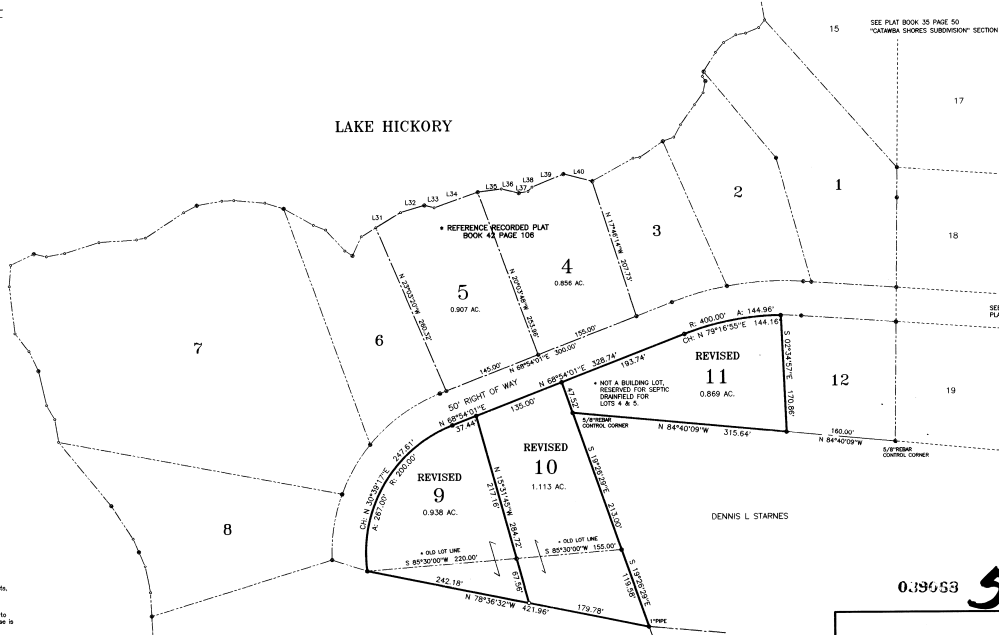 SEE PLAT BOOK 35 PAGE 50
"CATAWBA SHORES SUBDIVISION" SECTION
15
17
LAKE HICKORY
1
2
3
18
L31
L32
L33
L34
L35
L36
L37
L38
L39
L40
* REFERENCE RECORDED PLAT
BOOK 42 PAGE 106
N 17°46'14"W 207.73'
N 20°03'48"W 253.96'
N 23°03'20"W 260.32'
4
0.856 AC.
5
0.907 AC.
6
7
8
145.00'
155.00'
N 68°54'01"E 300.00'
50' RIGHT OF WAY
N 68°54'01"E 328.74'
193.74'
135.00'
N 68°54'01"E
37.44'
R: 400.00' A: 144.96'
CH: N 79°16'55"E 144.16'
S 02°34'57"E 170.86'
REVISED
11
0.869 AC.
* NOT A BUILDING LOT,
RESERVED FOR SEPTIC
DRAINFIELD FOR
LOTS 4 & 5.
47.52'
5/8"REBAR
CONTROL CORNER
N 84°40'09"W 315.64'
12
19
160.00'
N 84°40'09"W
5/8"REBAR
CONTROL CORNER
SEE
PLA
CH: N 30°39'17"E 247.61'
A: 267.00' R: 200.00'
REVISED
9
0.938 AC.
REVISED
10
1.113 AC.
N 15°31'45"W 284.72'
217.16'
67.56'
S 19°26'29"E 213.00'
S 19°26'29"E
119.58'
* OLD LOT LINE
S 85°30'00"W 220.00'
* OLD LOT LINE
S 85°30'00"W 155.00'
DENNIS L STARNES
242.18'
N 78°36'32"W 421.96'
179.78'
1"PIPE
ts.
to
se is